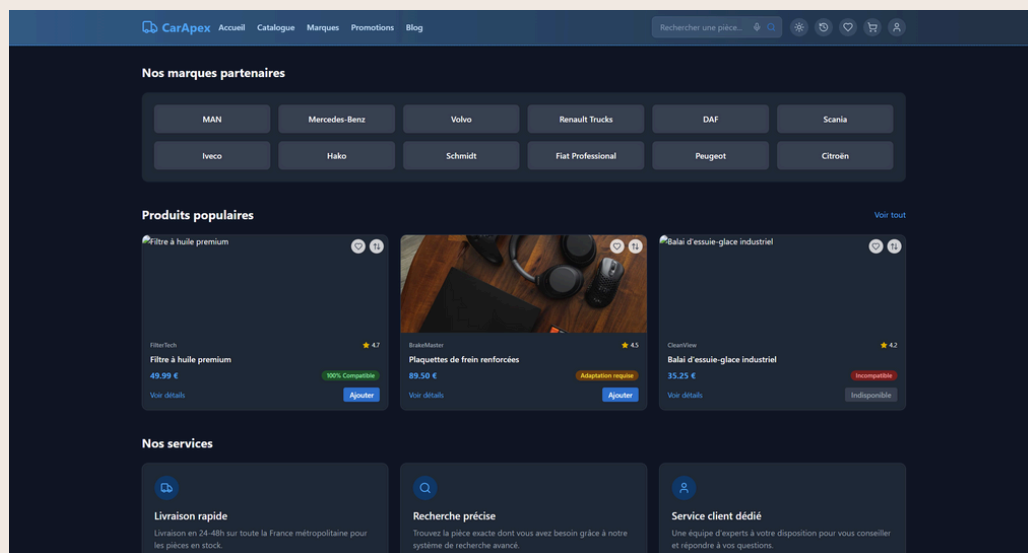 CarApex Accueil Catalogue Marques Promotions Blog Rechercher une pièce...
Nos marques partenaires
MAN Mercedes-Benz Volvo Renault Trucks DAF Scania
Iveco Hako Schmidt Fiat Professional Peugeot Citroën
Produits populaires Voir tout
Filtre à huile premium Balai d'essuie-glace industriel
FilterTech 4.7 BrakeMaster 4.5 CleanView 4.2
Filtre à huile premium Plaquettes de frein renforcées Balai d'essuie-glace industriel
49.99 € 100% Compatible 89.50 € Adaptation requise 35.25 € Incompatible
Voir détails Ajouter Voir détails Ajouter Voir détails Indisponible
Nos services
Livraison rapide Recherche précise Service client dédié
Livraison en 24-48h sur toute la France métropolitaine pour Trouvez la pièce exacte dont vous avez besoin grâce à notre Une équipe d'experts à votre disposition pour vous conseiller
les pièces en stock. système de recherche avancé. et répondre à vos questions.